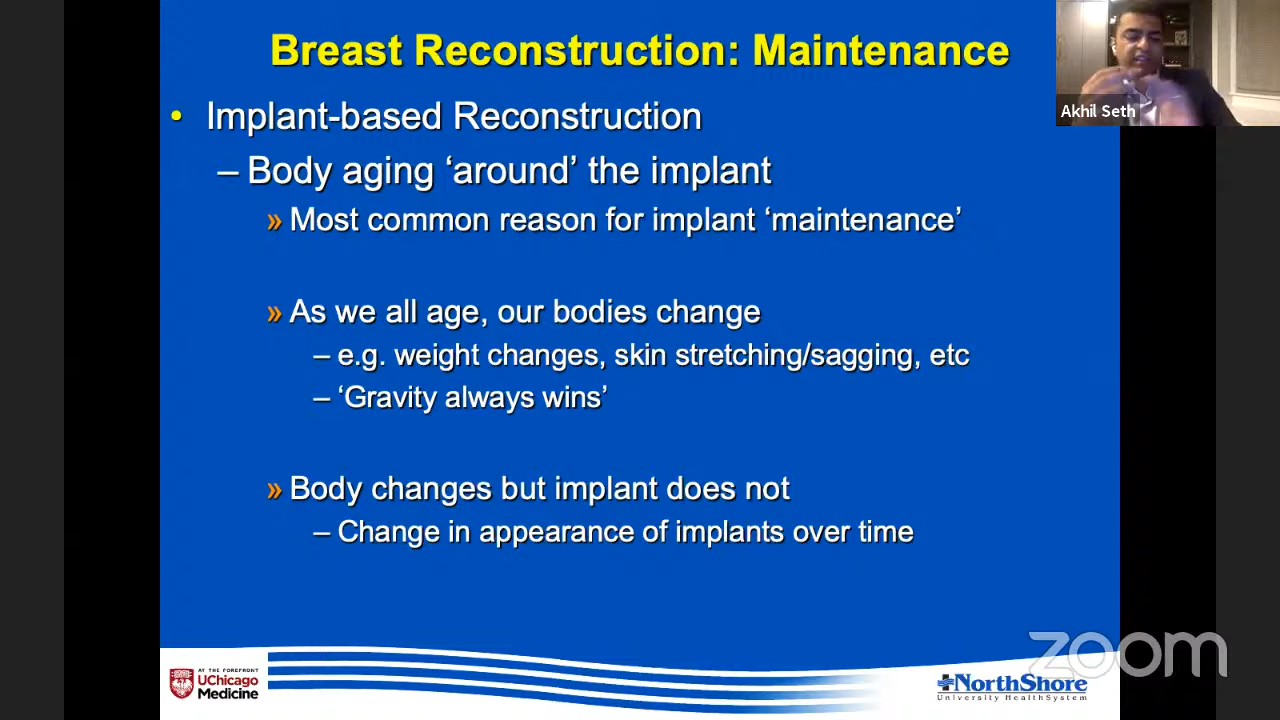 Breast Reconstruction: Maintenance
Akhil Seth
• Implant-based Reconstruction
– Body aging ‘around’ the implant
» Most common reason for implant ‘maintenance’
» As we all age, our bodies change
– e.g. weight changes, skin stretching/sagging, etc
– ‘Gravity always wins’
» Body changes but implant does not
– Change in appearance of implants over time
zoom
AT THE FOREFRONT
UChicago
Medicine
NorthShore
University HealthSystem